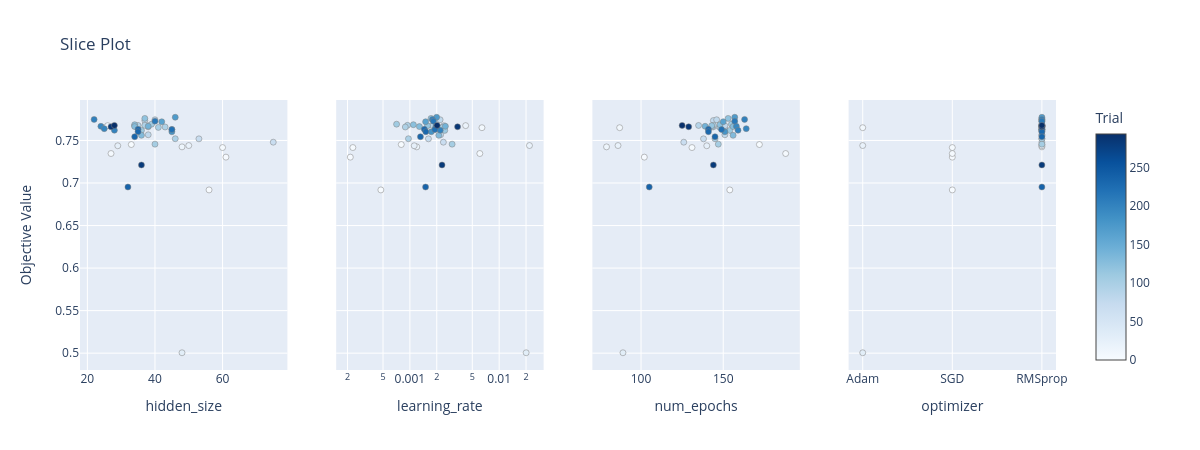 Slice Plot
Objective Value
0.75
0.7
0.65
0.6
0.55
0.5
20 40 60
hidden_size
2 5 0.001 2 5 0.01 2
learning_rate
100 150
num_epochs
Adam SGD RMSprop
optimizer
Trial
250
200
150
100
50
0